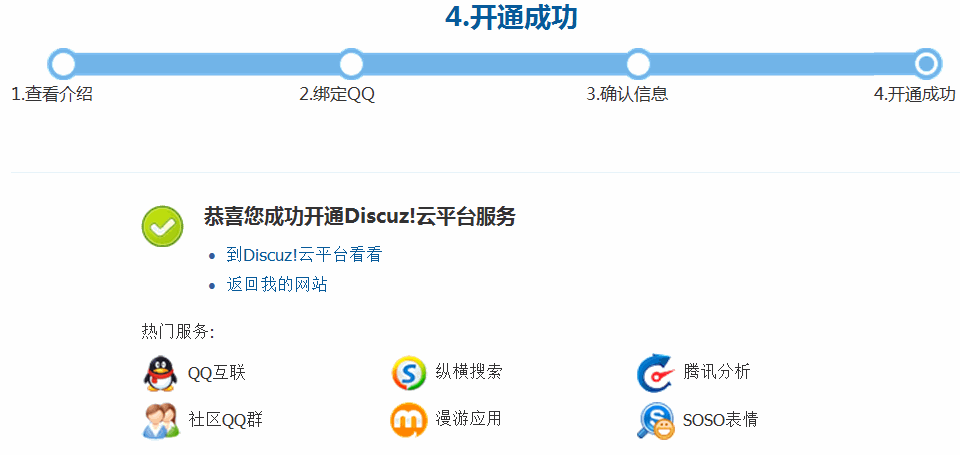 4.开通成功
1.查看介绍 2.绑定QQ 3.确认信息 4.开通成功
恭喜您成功开通Discuz!云平台服务
到Discuz!云平台看看
返回我的网站
热门服务:
QQ互联 纵横搜索 腾讯分析
社区QQ群 漫游应用 SOSO表情